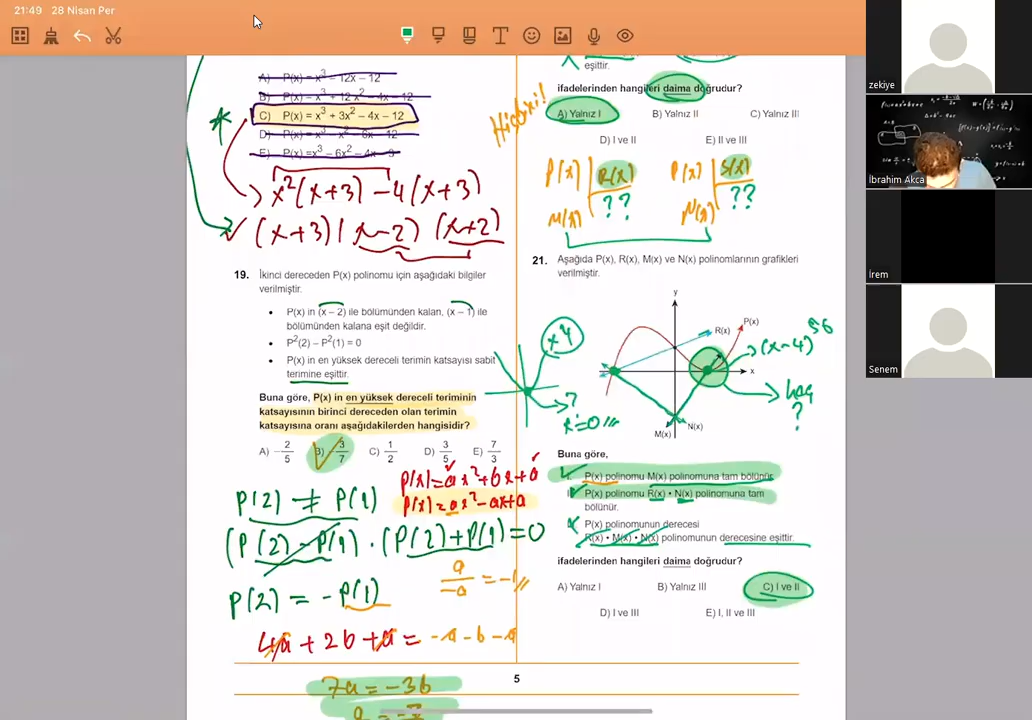 21:49 28 Nisan Per
A) P(x) = x³ - 12x - 12
B) P(x) = x³ + 12x² - 4x - 12
C) P(x) = x³ + 3x² - 4x - 12
E) P(x) = x³ - 6x² - 4x - 9
x²(x+3) - 4(x+3)
(x+3)(x-2)(x+2)
19. İkinci dereceden P(x) polinomu için aşağıdaki bilgiler
verilmiştir.
• P(x) in (x – 2) ile bölümünden kalan, (x – 1) ile
bölümünden kalana eşit değildir.
• P²(2) – P²(1) = 0
• P(x) in en yüksek dereceli terimin katsayısı sabit
terimine eşittir.
Buna göre, P(x) in en yüksek dereceli teriminin
katsayısının birinci dereceden olan terimin
katsayısına oranı aşağıdakilerden hangisidir?
A) -2/5 B) -3/7 C) 1/2 D) 3/5 E) 7/3
P(x)=ax²+bx+a
P(x)=ax²-ax+a
P(2) ≠ P(1)
(P(2)-P(1)).(P(2)+P(1)=0
a/-a = -1
P(2) = -P(1)
4a + 2b + a = -a - b - a
7a = -3b
5
eşittir.
ifadelerinden hangileri daima doğrudur?
A) Yalnız I B) Yalnız II C) Yalnız III
D) I ve II E) II ve III
P(x) R(x) P(x) S(x)
M(x) ?? N(x) ??
21. Aşağıda P(x), R(x), M(x) ve N(x) polinomlarının grafikleri
verilmiştir.
y
P(x)
R(x)
x
M(x)
N(x)
x⁴
?
x=0
(x-4)⁵⁶
kaç
?
Buna göre,
I. P(x) polinomu M(x) polinomuna tam bölünür.
II. P(x) polinomu R(x) • N(x) polinomuna tam
bölünür.
P(x) polinomunun derecesi
R(x) • M(x) • N(x) polinomunun derecesine eşittir.
ifadelerinden hangileri daima doğrudur?
A) Yalnız I B) Yalnız III C) I ve II
D) I ve III E) I, II ve III
zekiye
İbrahim Akca
İrem
Senem